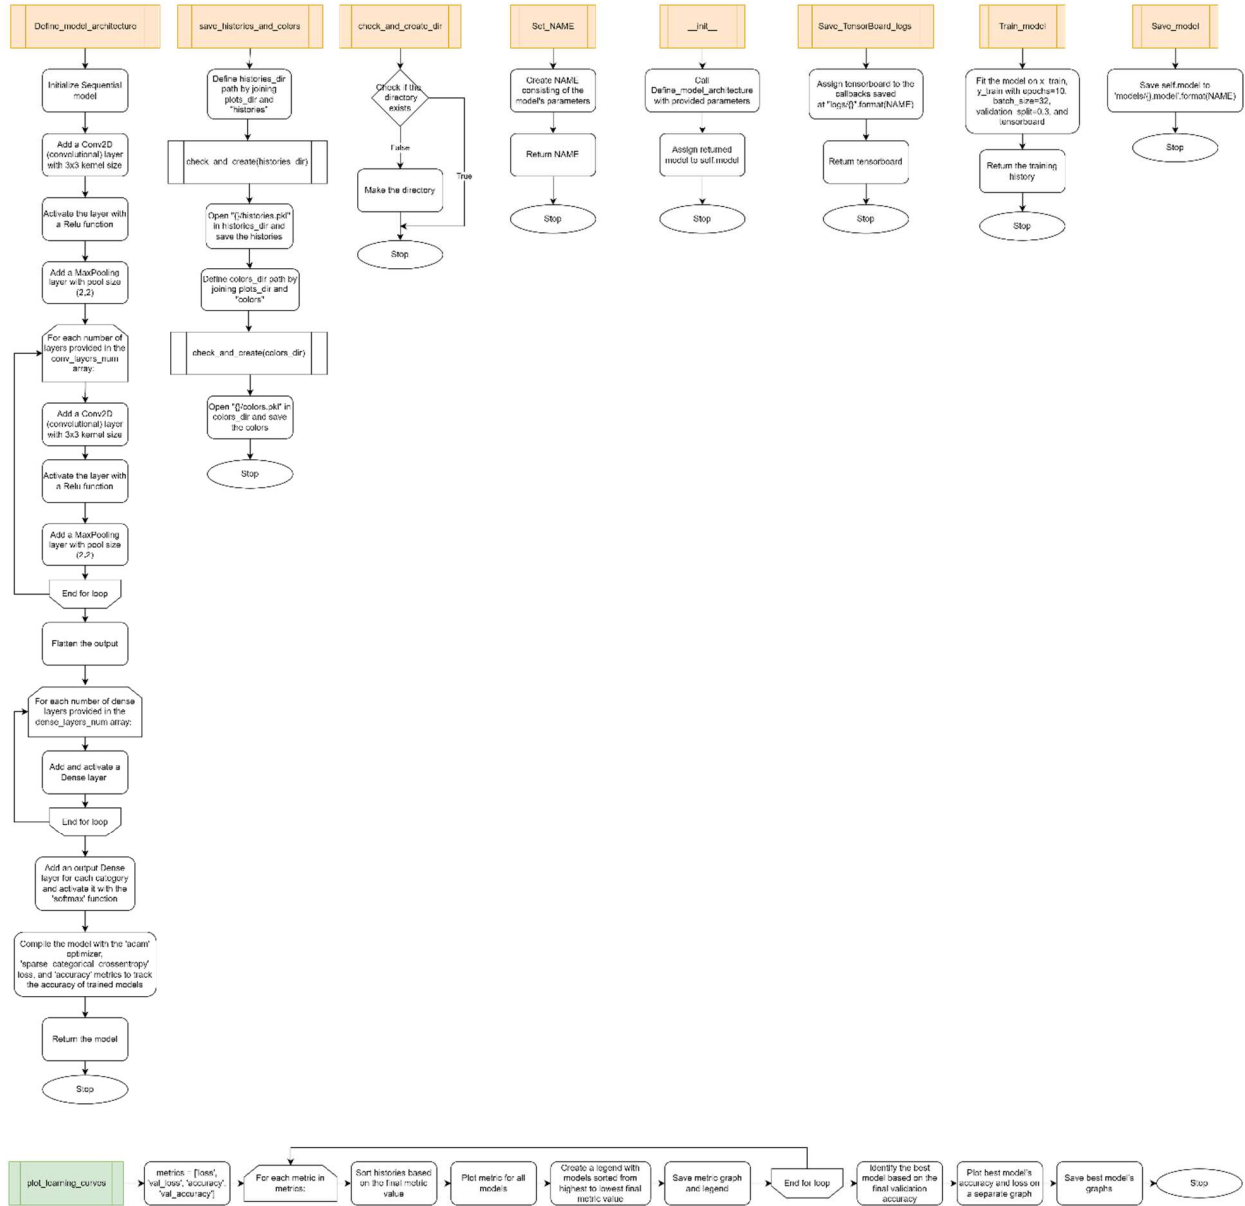 Define_model_architecture
Initialize Sequential
model
Add a Conv2D
(convolutional) layer
with 3x3 kernel size
Activate the layer with
a Relu function
Add a MaxPooling
layer with pool size
(2,2)
For each number of
layers provided in the
conv_layers_num
array:
Add a Conv2D
(convolutional) layer
with 3x3 kernel size
Activate the layer with
a Relu function
Add a MaxPooling
layer with pool size
(2,2)
End for loop
Flatten the output
For each number of dense
layers provided in the
dense_layers_num array:
Add and activate a
Dense layer
End for loop
Add an output Dense
layer for each category
and activate it with the
'softmax' function
Compile the model with the 'adam'
optimizer,
'sparse_categorical_crossentropy'
loss, and 'accuracy' metrics to track
the accuracy of trained models
Return the model
Stop
save_histories_and_colors
Define histories_dir
path by joining
plots_dir and
"histories"
check_and_create(histories_dir)
Open "{}/histories.pkl"
in histories_dir and
save the histories
Define colors_dir path by
joining plots_dir and
"colors"
check_and_create(colors_dir)
Open "{}/colors.pkl" in
colors_dir and save
the colors
Stop
check_and_create_dir
Check if the
directory
exists
False
True
Make the directory
Stop
Set_NAME
Create NAME
consisting of the
model's parameters
Return NAME
Stop
__init__
Call
Define_model_architecture
with provided parameters
Assign returned
model to self.model
Stop
Save_TensorBoard_logs
Assign tensorboard to the
callbacks saved
at "logs/{}".format(NAME)
Return tensorboard
Stop
Train_model
Fit the model on x_train,
y_train with epochs=10,
batch_size=32,
validation_split=0.3, and
tensorboard
Return the training
history
Stop
Save_model
Save self.model to
'models/{}.model'.format(NAME)
Stop
plot_learning_curves
metrics = ['loss',
'val_loss', 'accuracy',
'val_accuracy']
For each metric in
metrics:
Sort histories based
on the final metric
value
Plot metric for all
models
Create a legend with
models sorted from
highest to lowest final
metric value
Save metric graph
and legend
End for loop
Identify the best
model based on the
final validation
accuracy
Plot best model's
accuracy and loss on
a separate graph
Save best model's
graphs
Stop